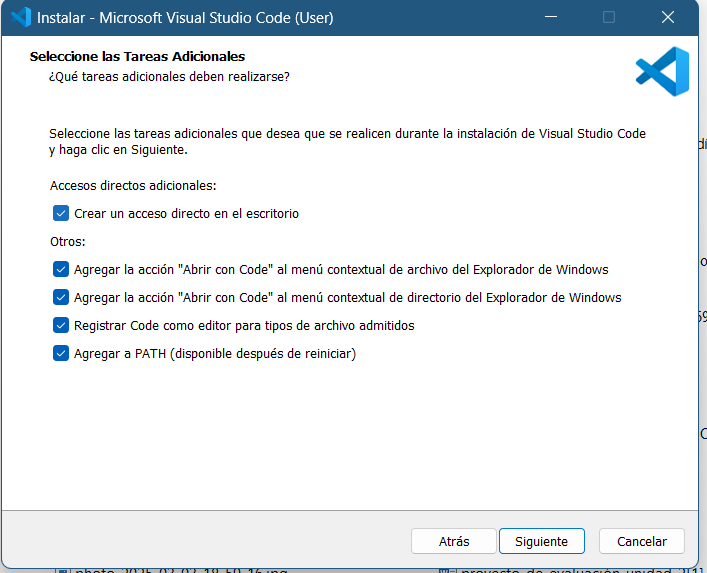 Instalar - Microsoft Visual Studio Code (User)
Seleccione las Tareas Adicionales
¿Qué tareas adicionales deben realizarse?
Seleccione las tareas adicionales que desea que se realicen durante la instalación de Visual Studio Code
y haga clic en Siguiente.
Accesos directos adicionales:
Crear un acceso directo en el escritorio
Otros:
Agregar la acción "Abrir con Code" al menú contextual de archivo del Explorador de Windows
Agregar la acción "Abrir con Code" al menú contextual de directorio del Explorador de Windows
Registrar Code como editor para tipos de archivo admitidos
Agregar a PATH (disponible después de reiniciar)
Atrás
Siguiente
Cancelar